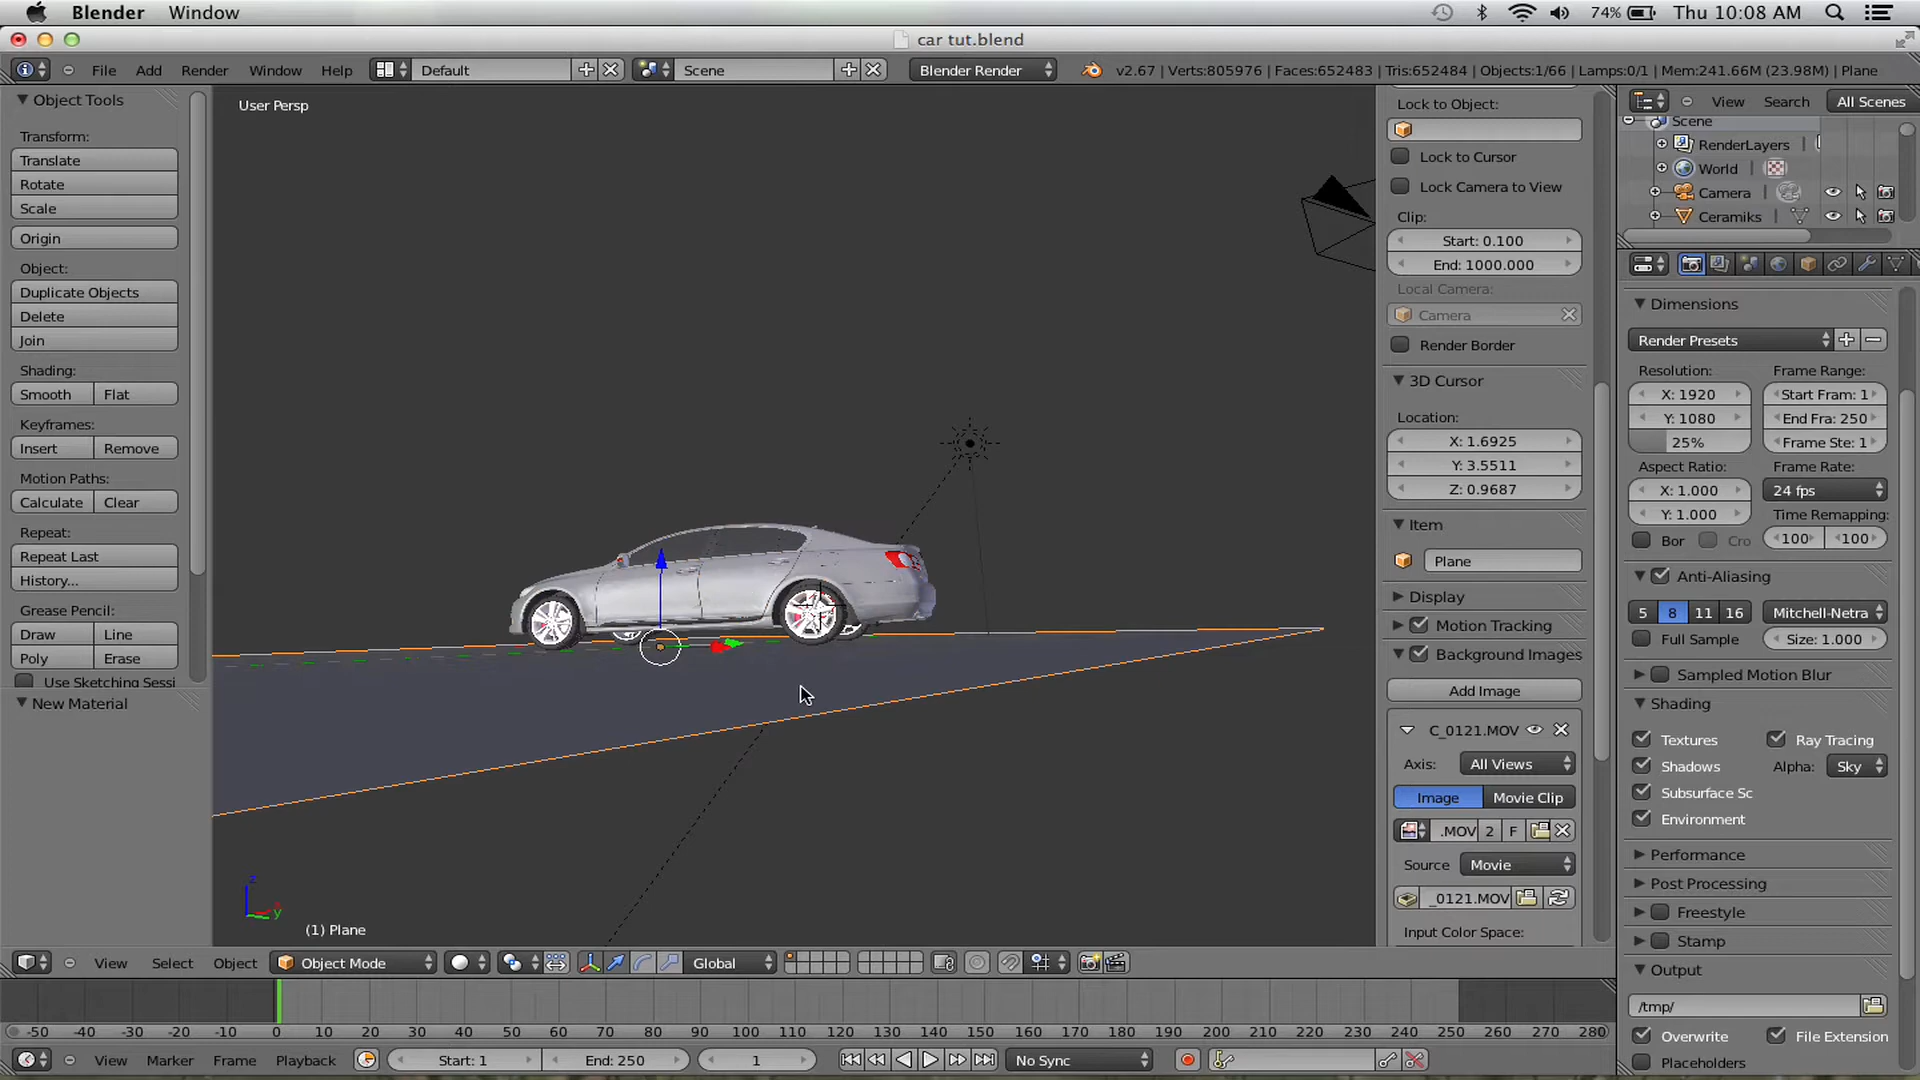 Blender Window 74% Thu 10:08 AM
car tut.blend
File Add Render Window Help Default Scene Blender Render v2.67 | Verts:805976 | Faces:652483 | Tris:652484 | Objects:1/66 | Lamps:0/1 | Mem:241.66M (23.98M) | Plane
Object Tools
Transform:
Translate
Rotate
Scale
Origin
Object:
Duplicate Objects
Delete
Join
Shading:
Smooth Flat
Keyframes:
Insert Remove
Motion Paths:
Calculate Clear
Repeat:
Repeat Last
History...
Grease Pencil:
Draw Line
Poly Erase
Use Sketching Sessi
New Material
User Persp
z
y
(1) Plane
Lock to Object:
Lock to Cursor
Lock Camera to View
Clip:
Start: 0.100
End: 1000.000
Local Camera:
Camera
Render Border
3D Cursor
Location:
X: 1.6925
Y: 3.5511
Z: 0.9687
Item
Plane
Display
Motion Tracking
Background Images
Add Image
C_0121.MOV
Axis: All Views
Image Movie Clip
.MOV 2 F
Source Movie
_0121.MOV
Input Color Space:
View Search All Scenes
Scene
RenderLayers
World
Camera
Ceramiks
Dimensions
Render Presets
Resolution: Frame Range:
X: 1920 Start Fram: 1
Y: 1080 End Fra: 250
25% Frame Ste: 1
Aspect Ratio: Frame Rate:
X: 1.000 24 fps
Y: 1.000 Time Remapping:
Bor Cro 100 100
Anti-Aliasing
5 8 11 16 Mitchell-Netra
Full Sample Size: 1.000
Sampled Motion Blur
Shading
Textures Ray Tracing
Shadows Alpha: Sky
Subsurface Sc
Environment
Performance
Post Processing
Freestyle
Stamp
Output
/tmp/
Overwrite File Extension
Placeholders
View Select Object Object Mode Global
-50 -40 -30 -20 -10 0 10 20 30 40 50 60 70 80 90 100 110 120 130 140 150 160 170 180 190 200 210 220 230 240 250 260 270 280
View Marker Frame Playback Start: 1 End: 250 1 No Sync